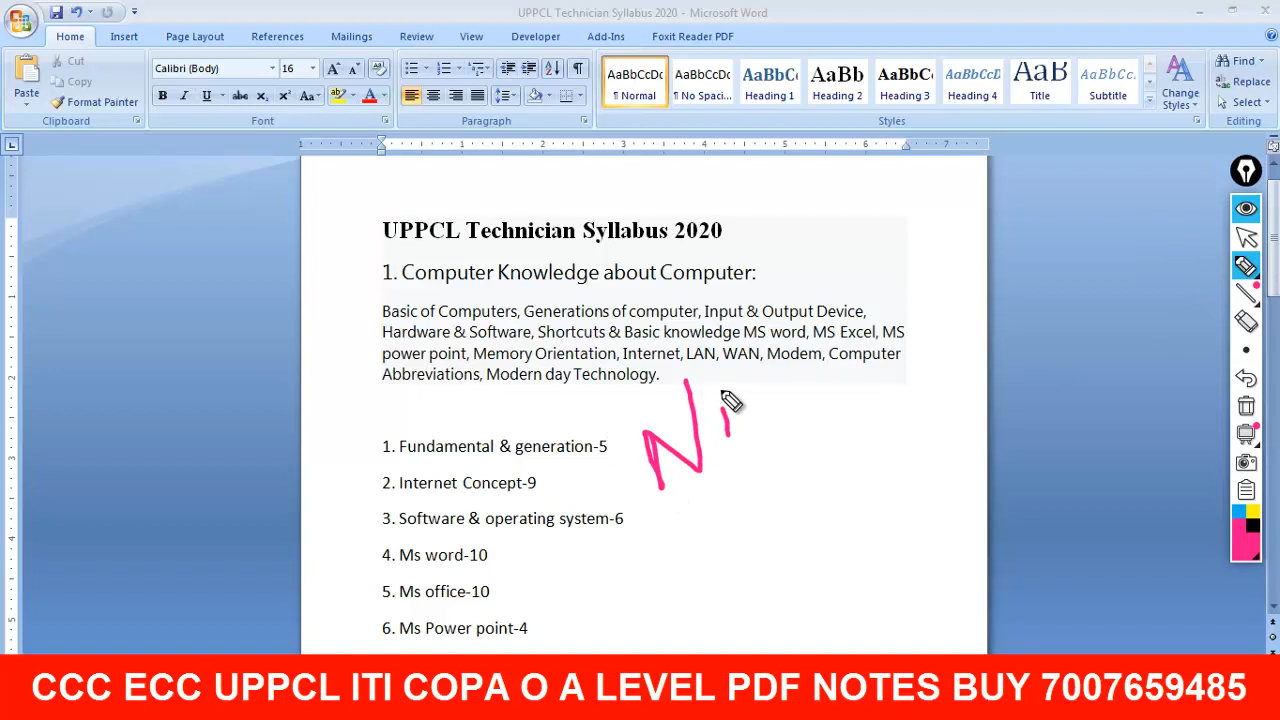 UPPCL Technician Syllabus 2020 - Microsoft Word
Home Insert Page Layout References Mailings Review View Developer Add-Ins Foxit Reader PDF
Paste Cut Copy Format Painter Clipboard
Calibri (Body) 16 Font
Paragraph
AaBbCcDc AaBbCcDc AaBbCc AaBb AaBbCc AaBbCcD AaB AaBbCc.
¶ Normal ¶ No Spaci... Heading 1 Heading 2 Heading 3 Heading 4 Title Subtitle
Change Styles Styles
Find Replace Select Editing
UPPCL Technician Syllabus 2020
1. Computer Knowledge about Computer:
Basic of Computers, Generations of computer, Input & Output Device,
Hardware & Software, Shortcuts & Basic knowledge MS word, MS Excel, MS
power point, Memory Orientation, Internet, LAN, WAN, Modem, Computer
Abbreviations, Modern day Technology.
Ni
1. Fundamental & generation-5
2. Internet Concept-9
3. Software & operating system-6
4. Ms word-10
5. Ms office-10
6. Ms Power point-4
CCC ECC UPPCL ITI COPA O A LEVEL PDF NOTES BUY 7007659485